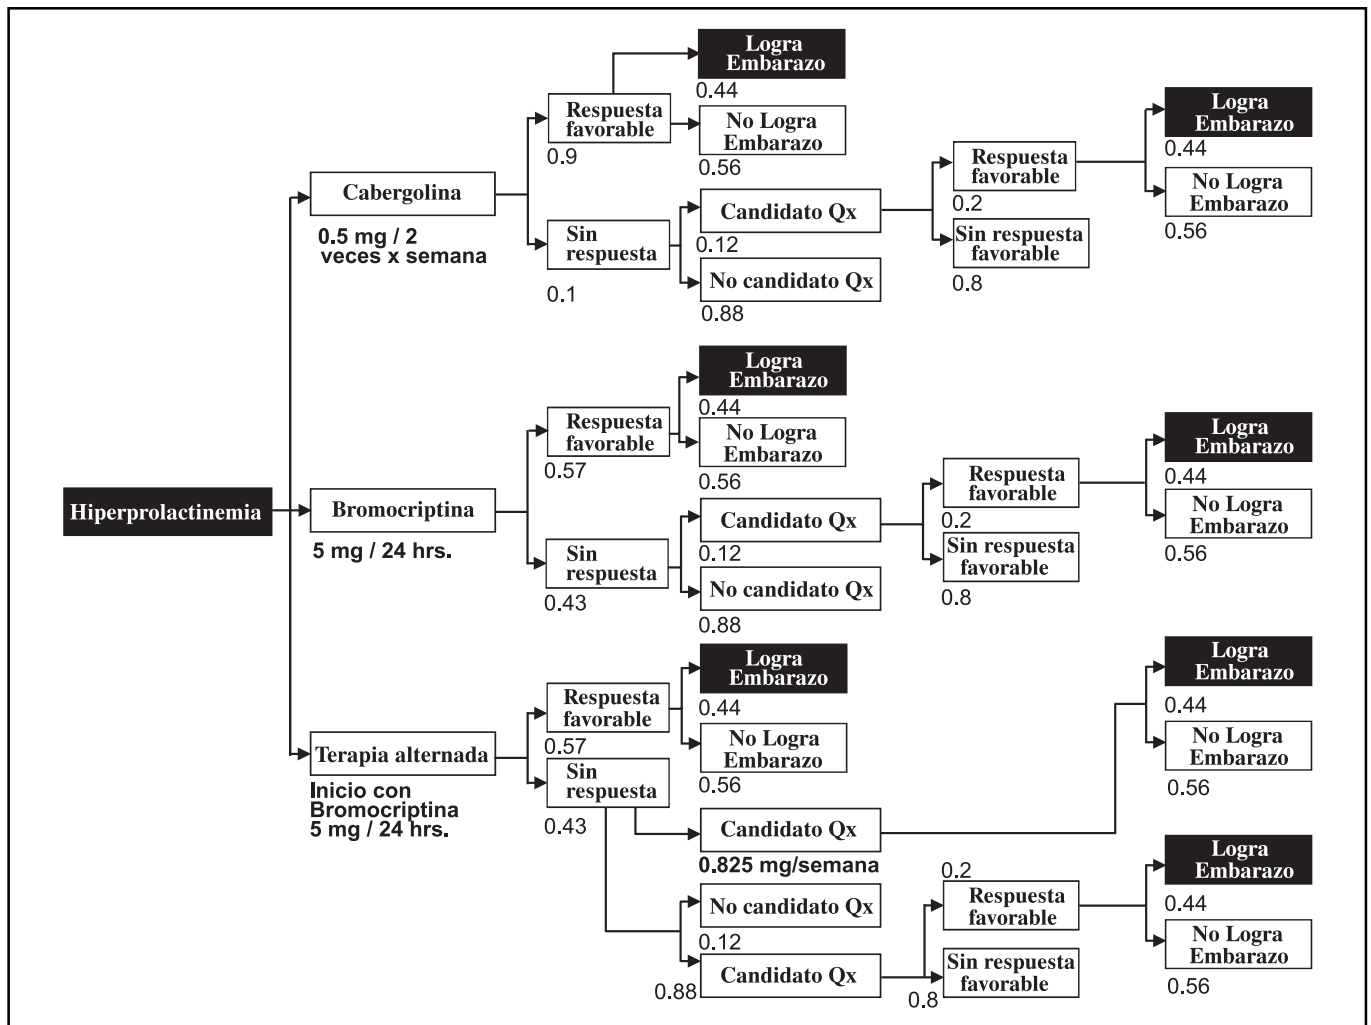 Hiperprolactinemia
Cabergolina
0.5 mg / 2
veces x semana
Respuesta
favorable
0.9
Logra
Embarazo
0.44
No Logra
Embarazo
0.56
Sin
respuesta
0.1
Candidato Qx
0.12
No candidato Qx
0.88
Respuesta
favorable
0.2
Sin respuesta
favorable
0.8
Logra
Embarazo
0.44
No Logra
Embarazo
0.56
Bromocriptina
5 mg / 24 hrs.
Respuesta
favorable
0.57
Logra
Embarazo
0.44
No Logra
Embarazo
0.56
Sin
respuesta
0.43
Candidato Qx
0.12
No candidato Qx
0.88
Respuesta
favorable
0.2
Sin respuesta
favorable
0.8
Logra
Embarazo
0.44
No Logra
Embarazo
0.56
Terapia alternada
Inicio con
Bromocriptina
5 mg / 24 hrs.
Respuesta
favorable
0.57
Logra
Embarazo
0.44
No Logra
Embarazo
0.56
Sin
respuesta
0.43
Candidato Qx
0.825 mg/semana
Logra
Embarazo
0.44
No Logra
Embarazo
0.56
No candidato Qx
0.12
Candidato Qx
0.88
0.2
Respuesta
favorable
Sin respuesta
favorable
0.8
Logra
Embarazo
0.44
No Logra
Embarazo
0.56